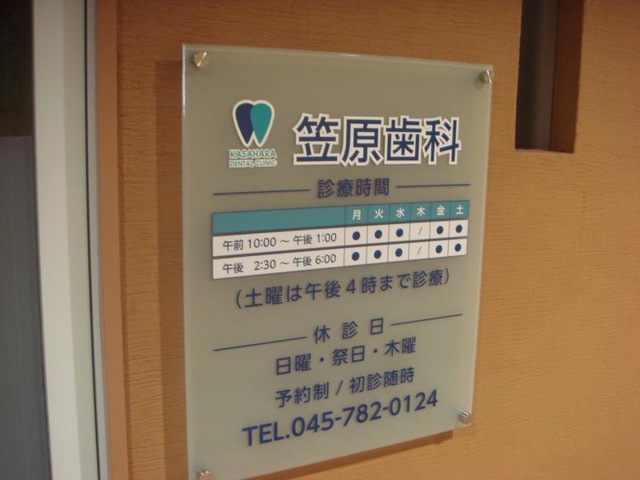 KASAHARA
DENTAL CLINIC
笠原歯科
診療時間
月 火 水 木 金 土
午前 10:00 ～ 午後 1:00 ● ● ● / ● ●
午後 2:30 ～ 午後 6:00 ● ● ● / ● ●
（土曜は午後４時まで診療）
休 診 日
日曜・祭日・木曜
予約制 / 初診随時
TEL.045-782-0124